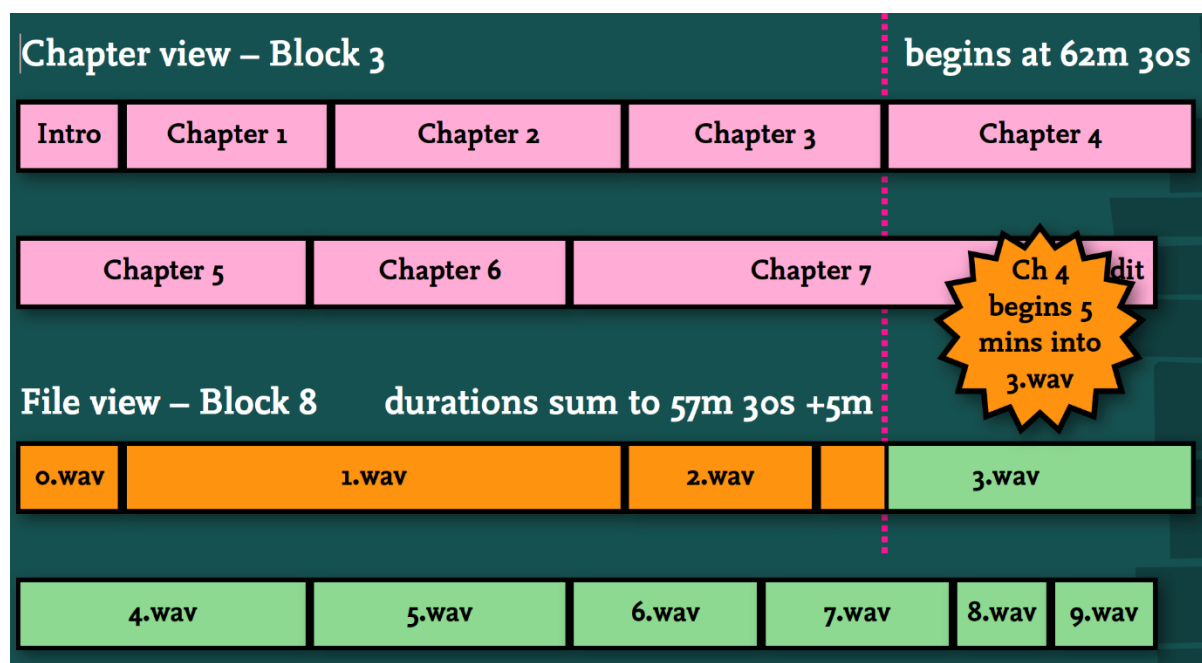 Chapter view – Block 3
begins at 62m 30s
Intro
Chapter 1
Chapter 2
Chapter 3
Chapter 4
Chapter 5
Chapter 6
Chapter 7
dit
Ch 4
begins 5
mins into
3.wav
File view – Block 8
durations sum to 57m 30s +5m
0.wav
1.wav
2.wav
3.wav
4.wav
5.wav
6.wav
7.wav
8.wav
9.wav